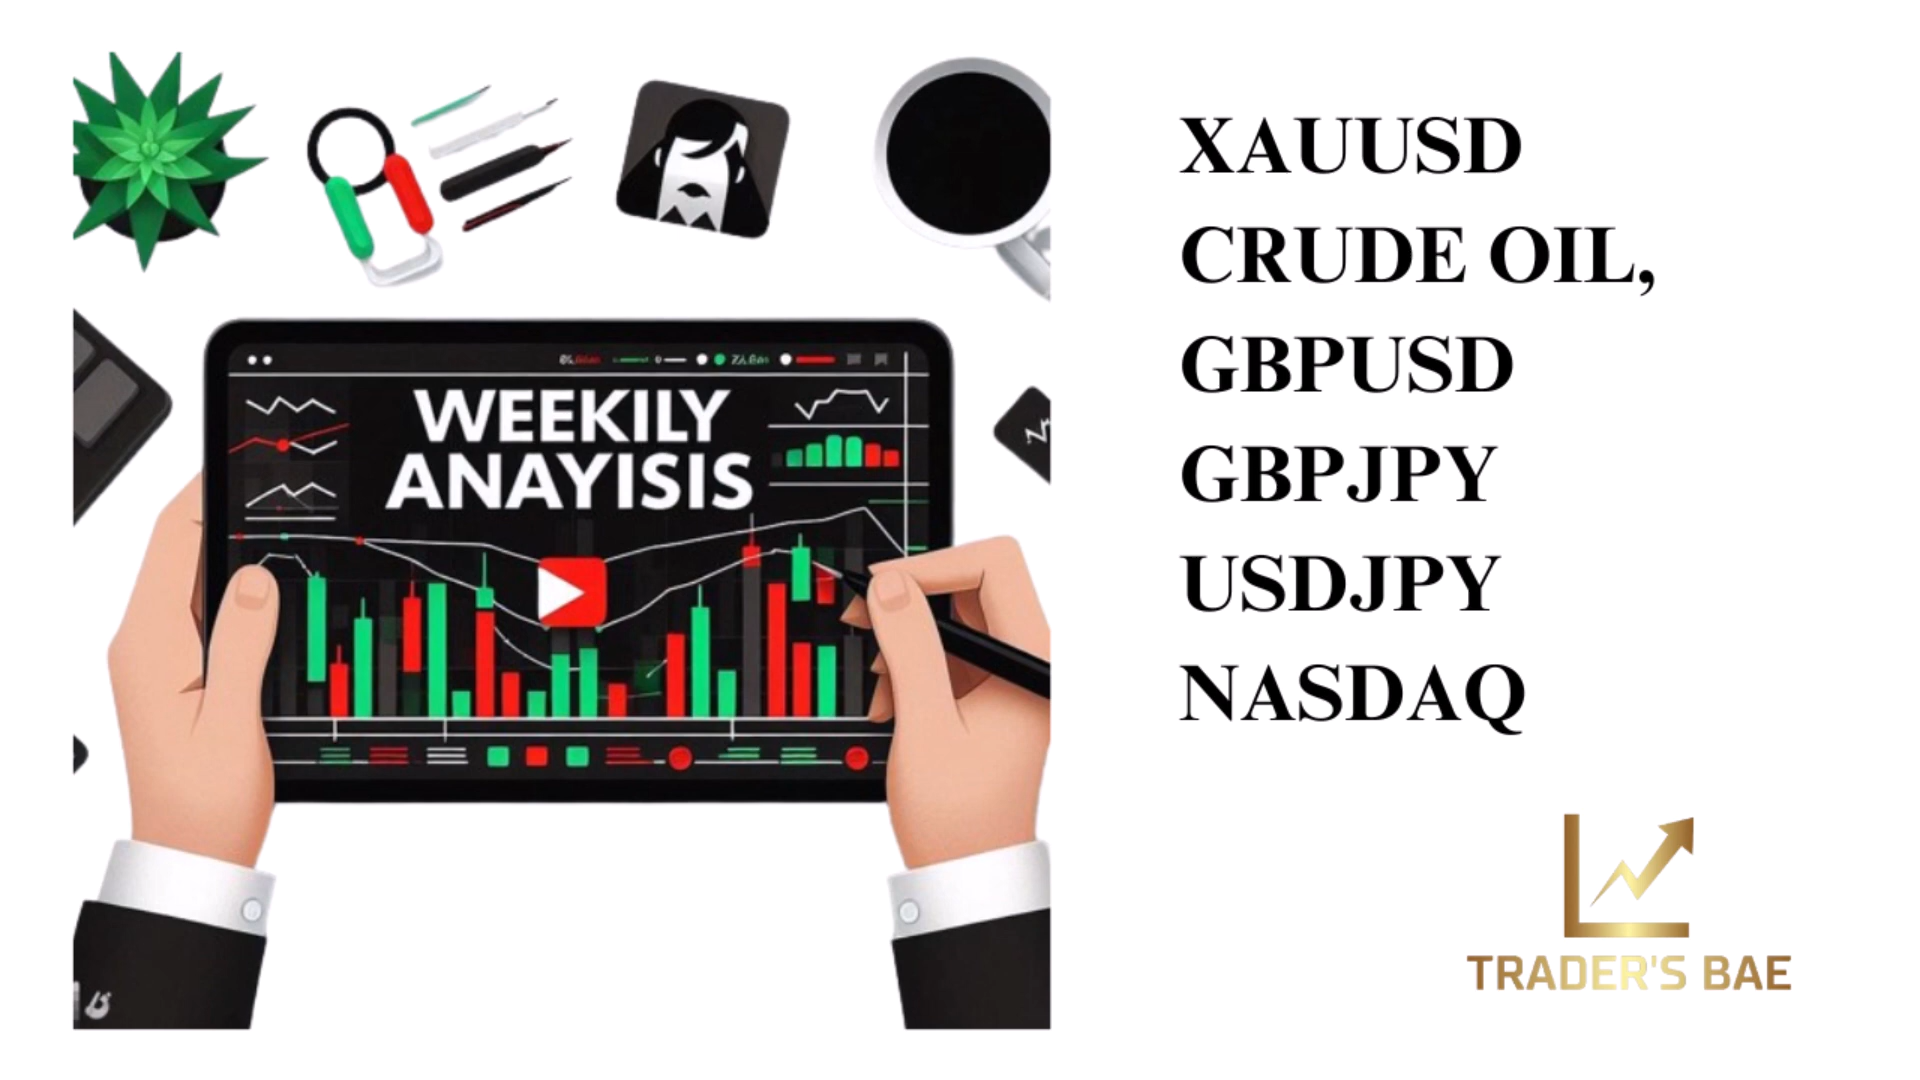 WEEKILY
ANAYISIS
XAUUSD
CRUDE OIL,
GBPUSD
GBPJPY
USDJPY
NASDAQ
TRADER'S BAE